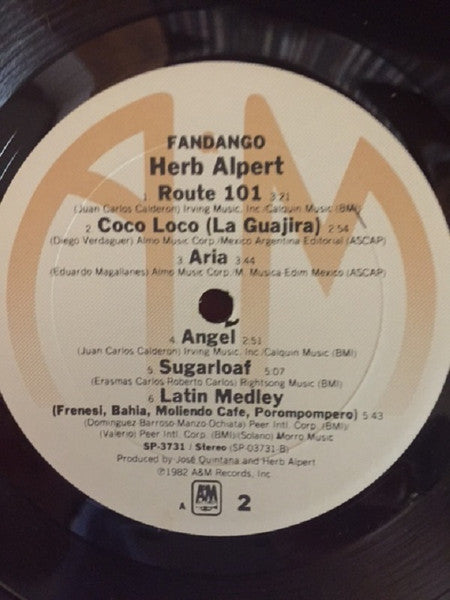 FANDANGO
Herb Alpert
1. Route 101 3:21
(Juan Carlos Calderon) Irving Music, Inc./Calquin Music (BMI)
2. Coco Loco (La Guajira) 2:54
(Diego Verdaguer) Almo Music Corp./Mexico Argentina Editorial (ASCAP)
3. Aria 3:44
(Eduardo Magallanes) Almo Music Corp./M. Musica Edim Mexico (ASCAP)
4. Angel 2:51
(Juan Carlos Calderon) Irving Music, Inc./Calquin Music (BMI)
5. Sugarloaf 5:07
(Erasmas Carlos Roberto Carlos) Rightsong Music (BMI)
6. Latin Medley
(Frenesi, Bahia, Moliendo Cafe, Porompompero) 5:43
(Dominguez-Barroso-Manzo-Ochiata) Peer Intl. Corp. (BMI)/
(Valerio) Peer Intl. Corp. (BMI)(Solano) Morro Music
SP-3731 / Stereo (SP-03731-B)
Produced by José Quintana and Herb Alpert
©1982 A&M Records, Inc.
A A&M 2